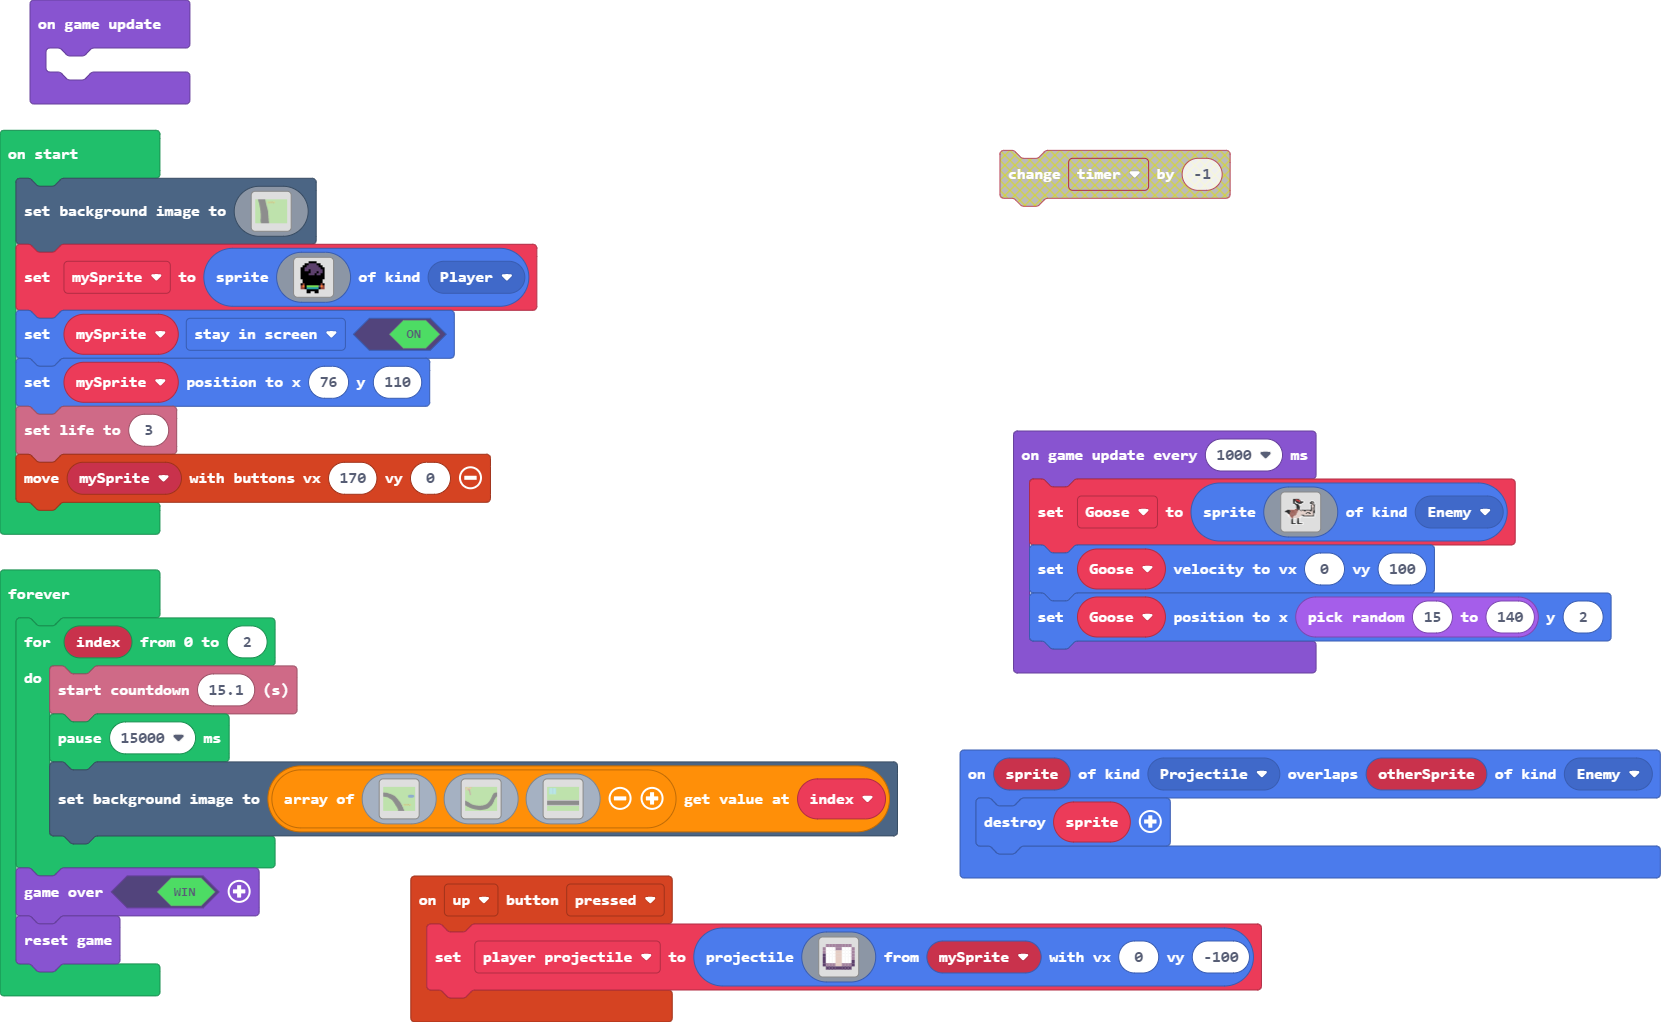 on game update
on start
set background image to
set mySprite to sprite of kind Player
set mySprite stay in screen ON
set mySprite position to x 76 y 110
set life to 3
move mySprite with buttons vx 170 vy 0
change timer by -1
forever
for index from 0 to 2
do
start countdown 15.1 (s)
pause 15000 ms
set background image to array of get value at index
game over WIN
reset game
on game update every 1000 ms
set Goose to sprite of kind Enemy
set Goose velocity to vx 0 vy 100
set Goose position to x pick random 15 to 140 y 2
on sprite of kind Projectile overlaps otherSprite of kind Enemy
destroy sprite
on up button pressed
set player projectile to projectile from mySprite with vx 0 vy -100